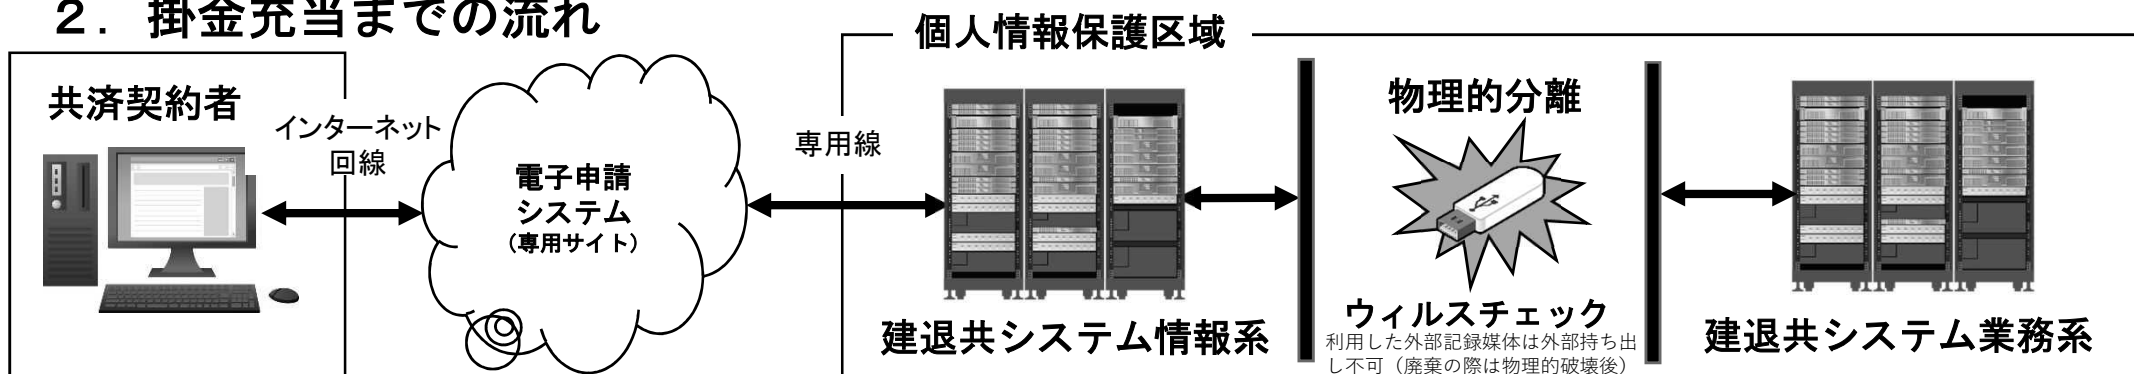 ２．掛金充当までの流れ
共済契約者
インターネット
回線
電子申請
システム
（専用サイト）
専用線
個人情報保護区域
建退共システム情報系
物理的分離
ウィルスチェック
利用した外部記録媒体は外部持ち出
し不可（廃棄の際は物理的破壊後）
建退共システム業務系